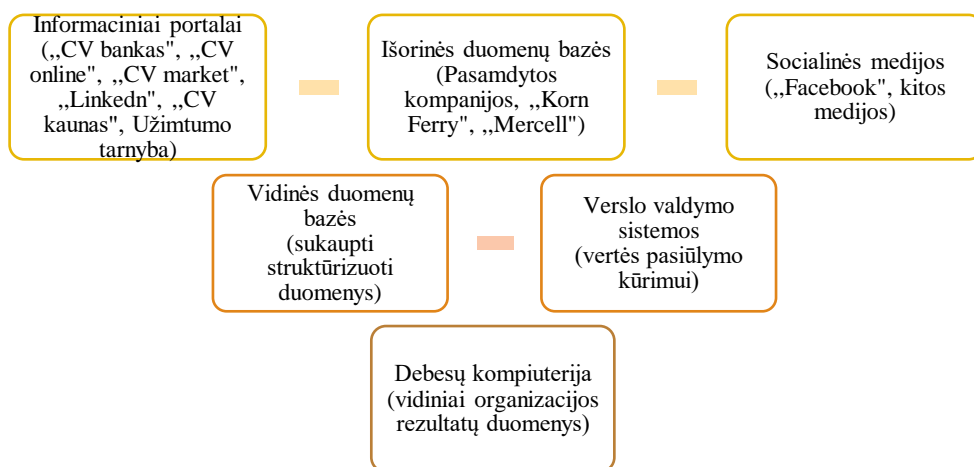 Informaciniai portalai
(,,CV bankas", ,,CV
online", ,,CV market",
,,Linkedn", ,,CV
kaunas", Užimtumo
tarnyba)
Išorinės duomenų bazės
(Pasamdytos
kompanijos, ,,Korn
Ferry", ,,Mercell")
Socialinės medijos
(,,Facebook", kitos
medijos)
Vidinės duomenų
bazės
(sukaupti
struktūrizuoti
duomenys)
Verslo valdymo
sistemos
(vertės pasiūlymo
kūrimui)
Debesų kompiuterija
(vidiniai organizacijos
rezultatų duomenys)